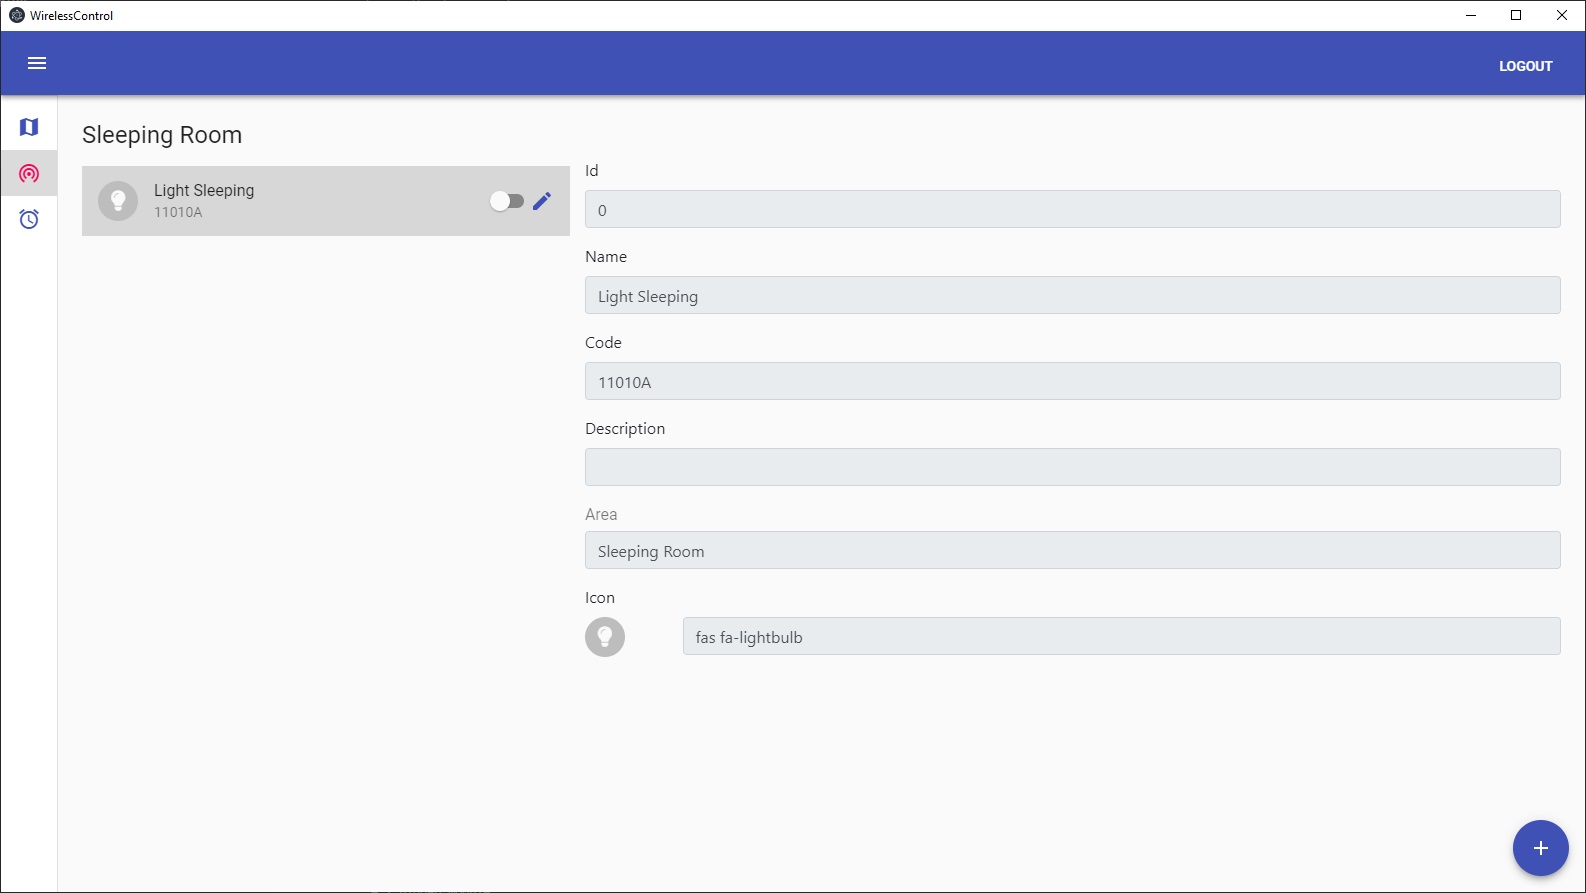 WirelessControl
LOGOUT
Sleeping Room
Light Sleeping
11010A
Id
0
Name
Light Sleeping
Code
11010A
Description
Area
Sleeping Room
Icon
fas fa-lightbulb